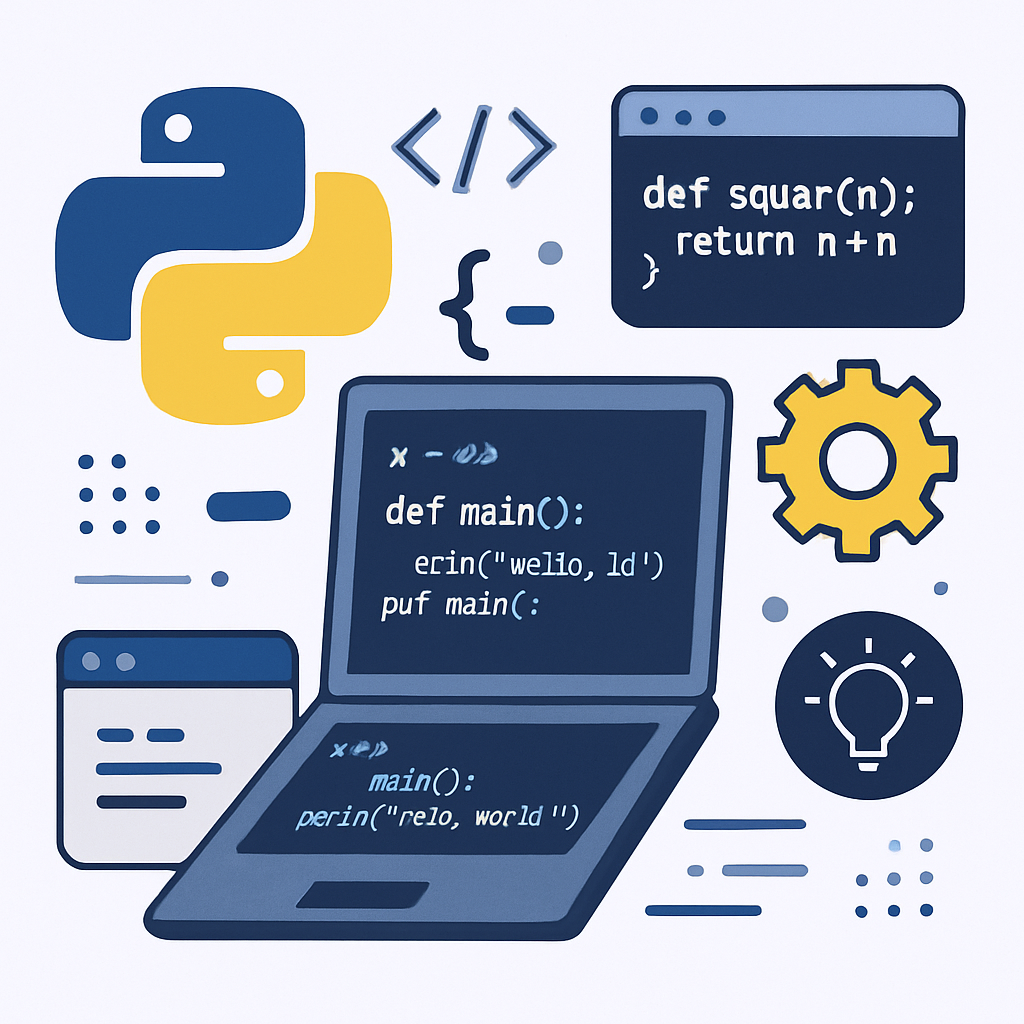 </>
def squar(n);
return n+n
}
{
x -
def main():
erin("wello, ld')
puf main(:
x
main():
perin("relo, world ")